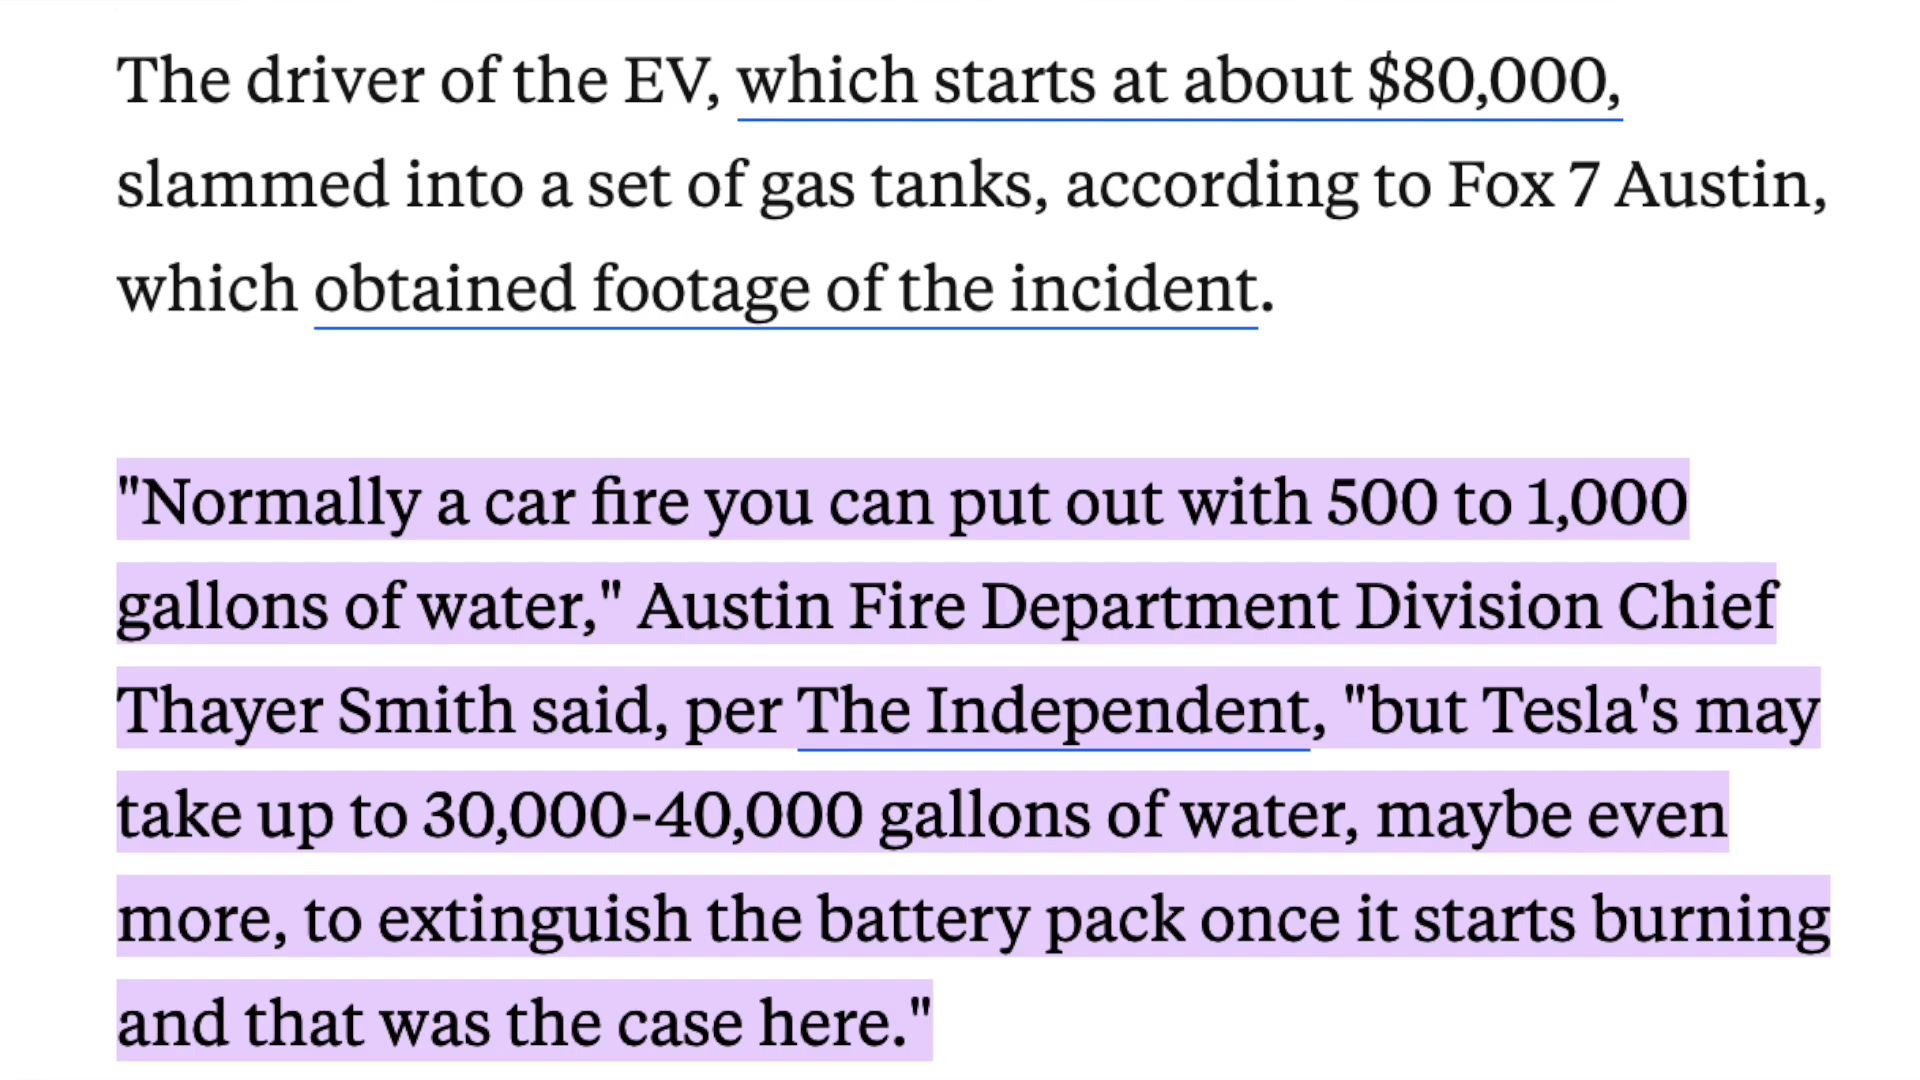 The driver of the EV, which starts at about $80,000,
slammed into a set of gas tanks, according to Fox 7 Austin,
which obtained footage of the incident.
"Normally a car fire you can put out with 500 to 1,000
gallons of water," Austin Fire Department Division Chief
Thayer Smith said, per The Independent, "but Tesla's may
take up to 30,000-40,000 gallons of water, maybe even
more, to extinguish the battery pack once it starts burning
and that was the case here."